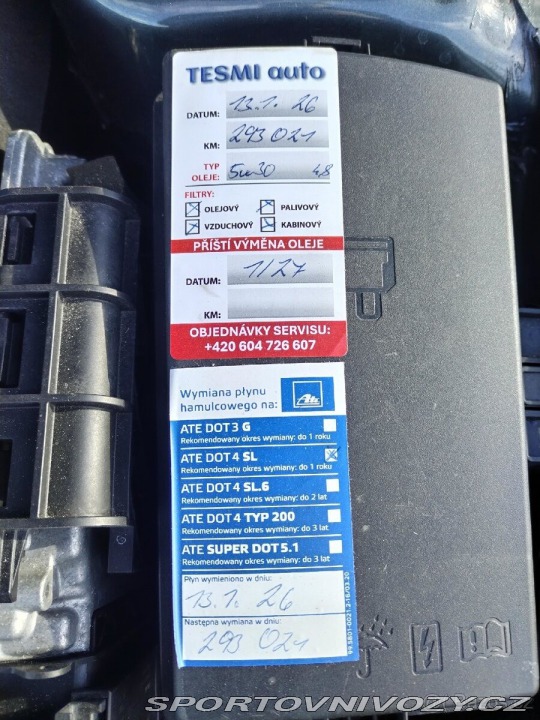 TESMI auto
DATUM: 13.1. 26
KM: 293 021
TYP OLEJE: 5w30 4,8
FILTRY:
OLEJOVÝ PALIVOVÝ
VZDUCHOVÝ KABINOVÝ
PŘÍŠTÍ VÝMĚNA OLEJE
DATUM: 1/27
KM:
OBJEDNÁVKY SERVISU:
+420 604 726 607
Wymiana płynu
hamulcowego na: Ate
ATE DOT 3 G
Rekomendowany okres wymiany: do 1 roku
ATE DOT 4 SL
Rekomendowany okres wymiany: do 1 roku
ATE DOT 4 SL.6
Rekomendowany okres wymiany: do 2 lat
ATE DOT 4 TYP 200
Rekomendowany okres wymiany: do 3 lat
ATE SUPER DOT 5.1
Rekomendowany okres wymiany: do 3 lat
Płyn wymieniono w dniu:
13.1. 26
Następna wymiana w dniu:
293 021
© SPORTOVNIVOZY.CZ